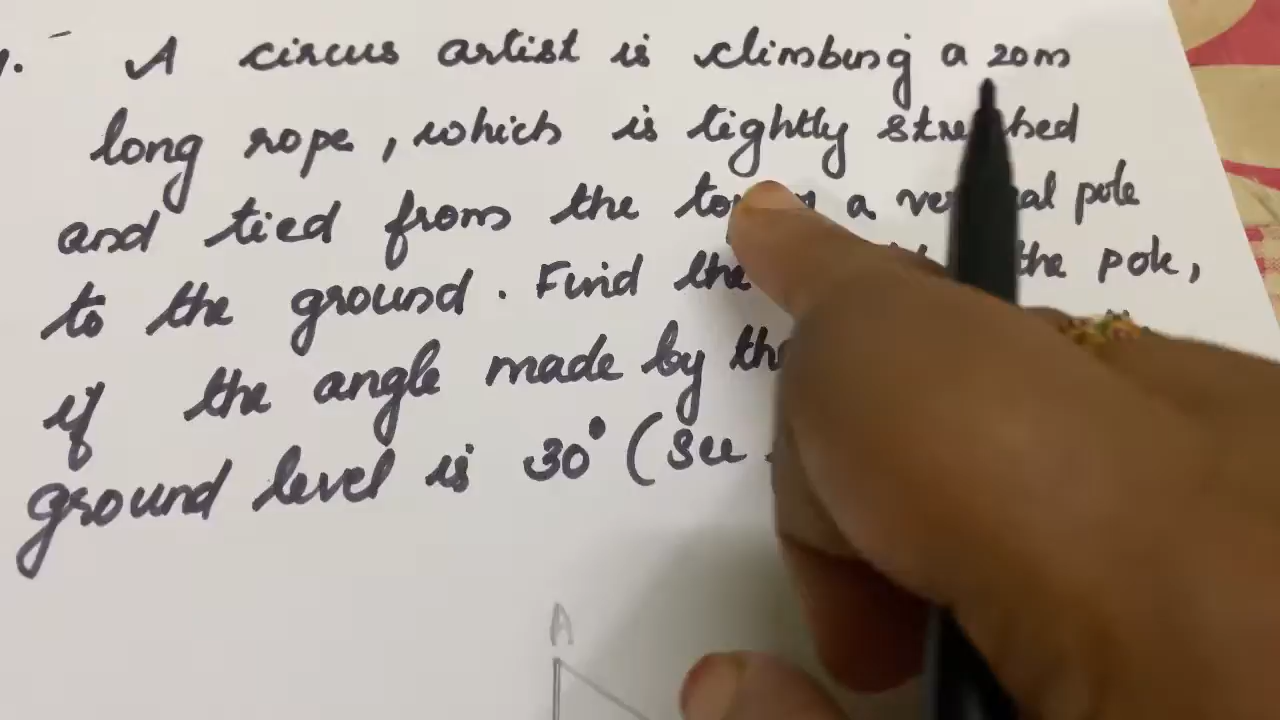 1. A circus artist is climbing a 20m
long rope, which is tightly
and tied from the a pole
to the ground. Find the the pole,
if the angle made by
ground level is 30° (See
A